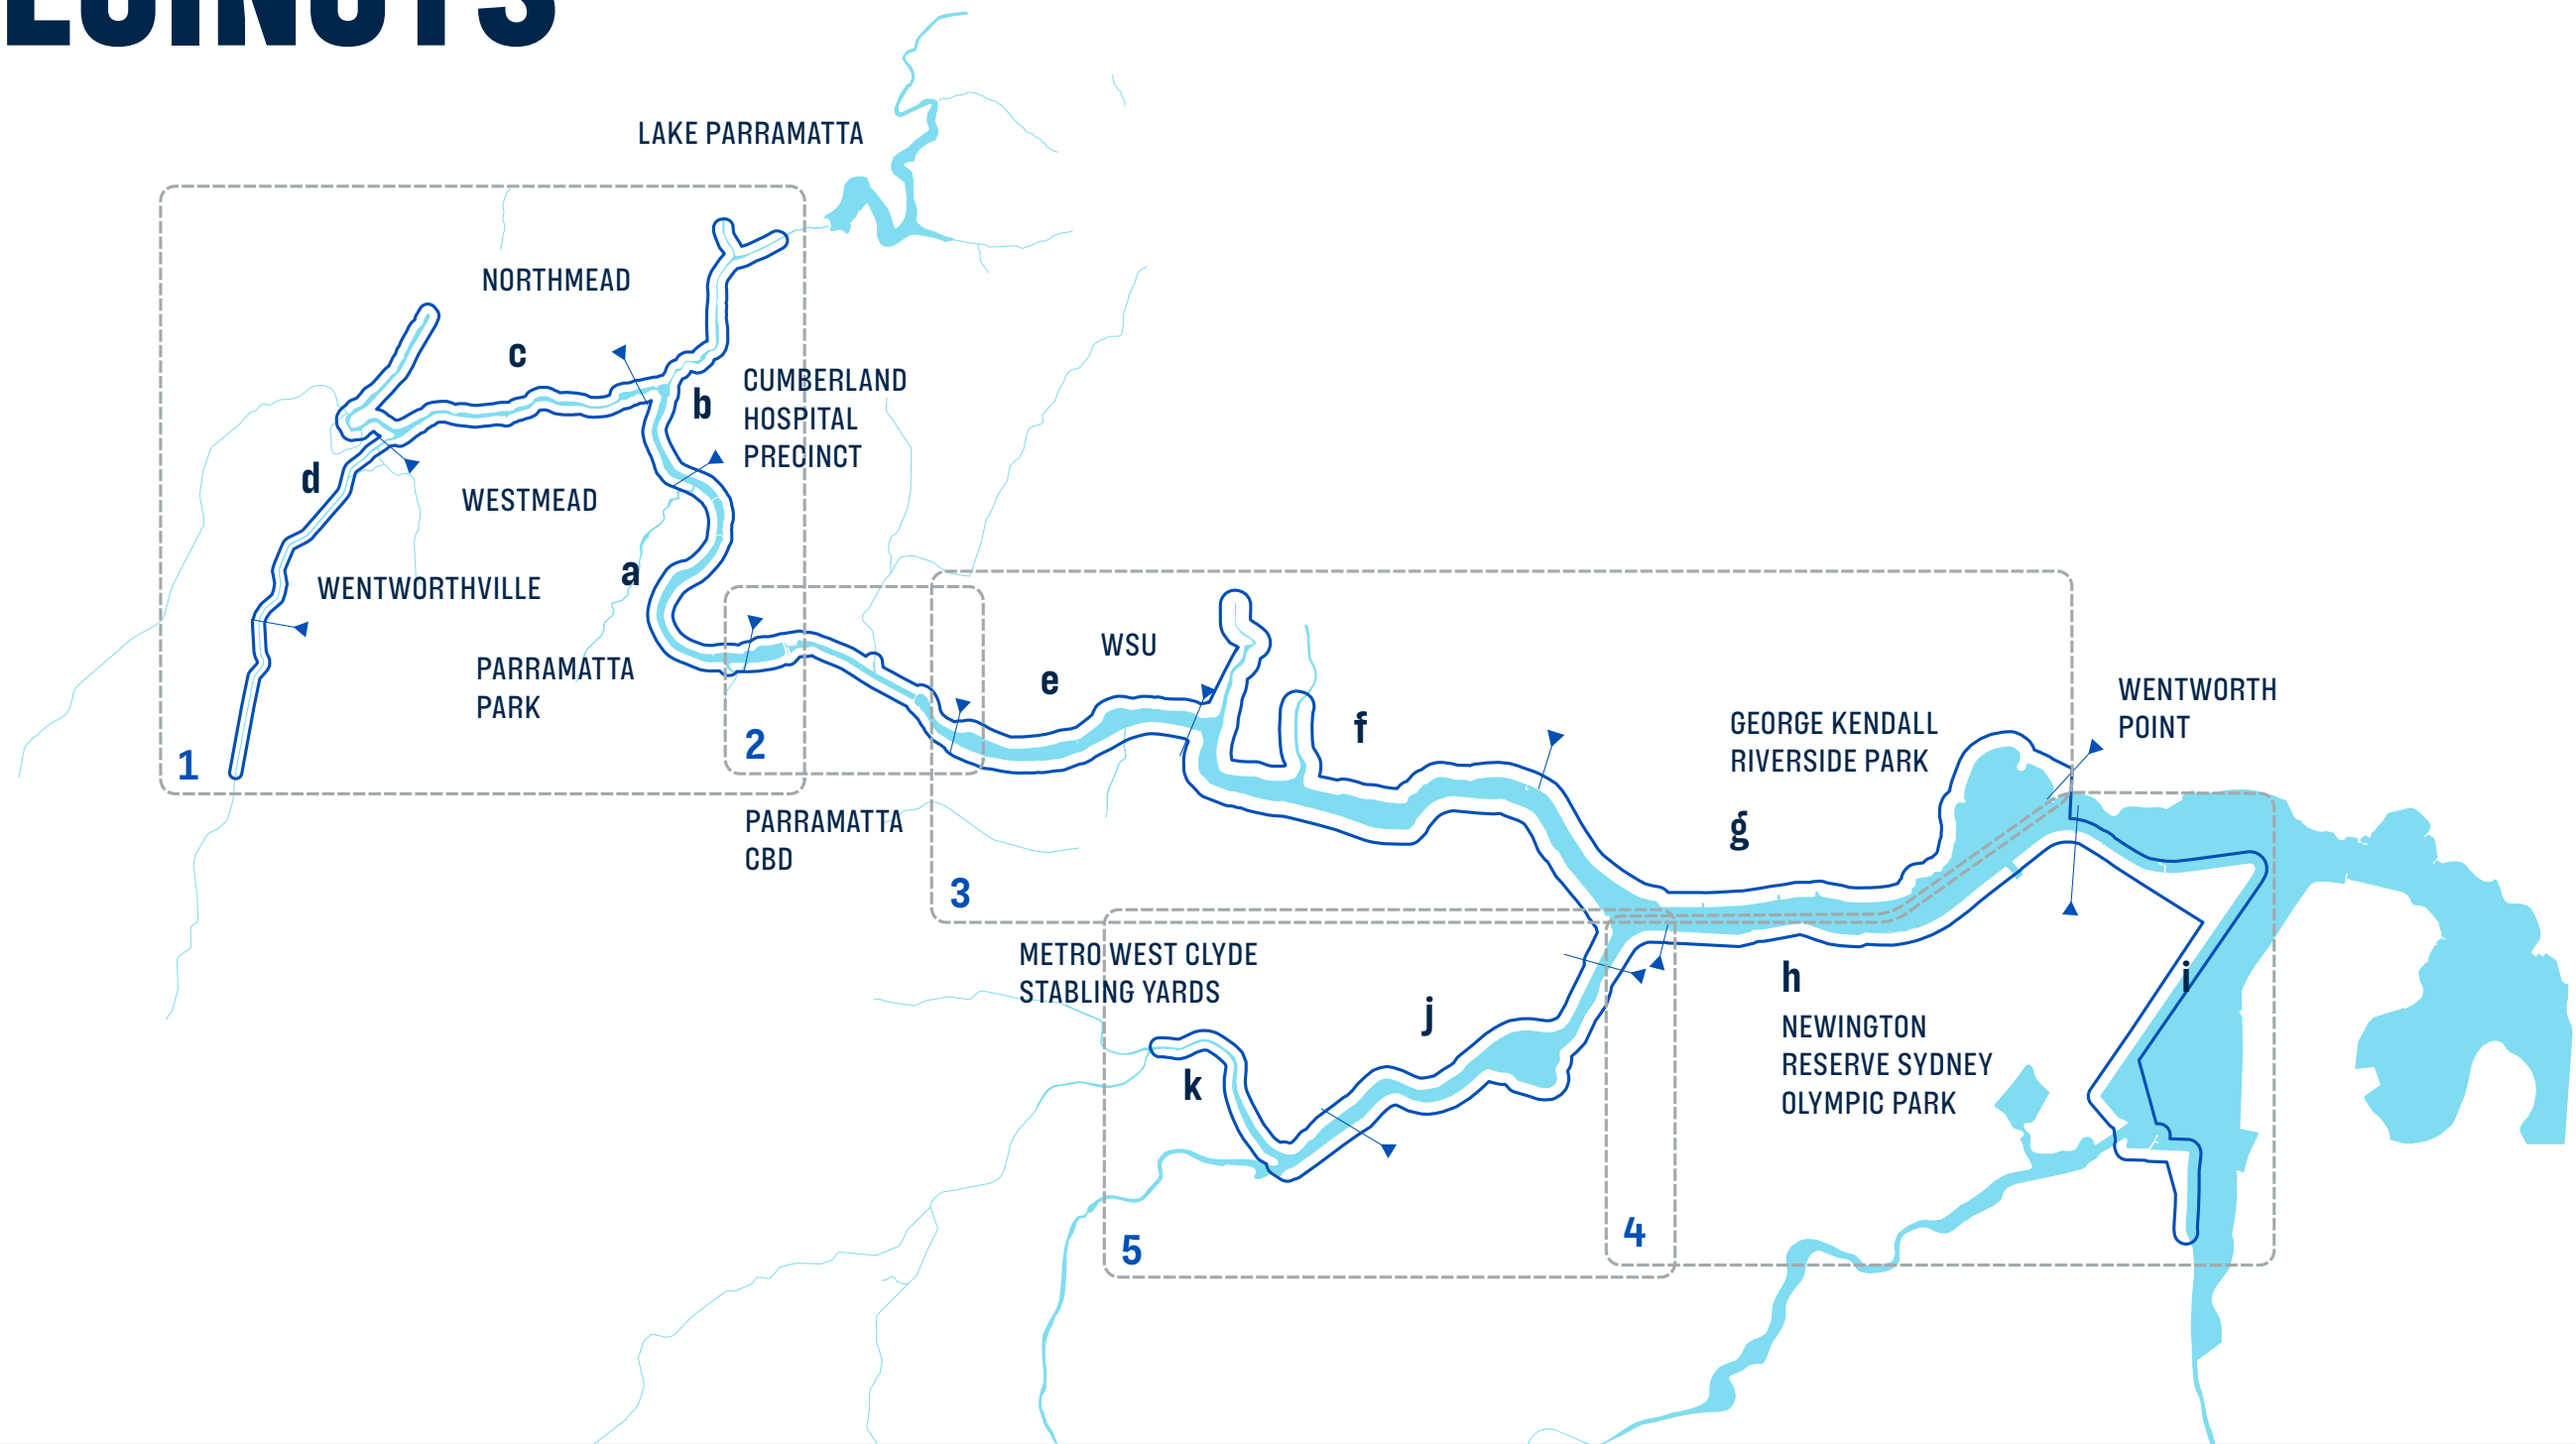 LAKE PARRAMATTA
NORTHMEAD
c
b
CUMBERLAND
HOSPITAL
PRECINCT
d
WESTMEAD
a
WENTWORTHVILLE
PARRAMATTA
PARK
1
2
PARRAMATTA
CBD
WSU
e
f
3
GEORGE KENDALL
RIVERSIDE PARK
g
WENTWORTH
POINT
METRO WEST CLYDE
STABLING YARDS
j
k
5
4
h
i
NEWINGTON
RESERVE SYDNEY
OLYMPIC PARK